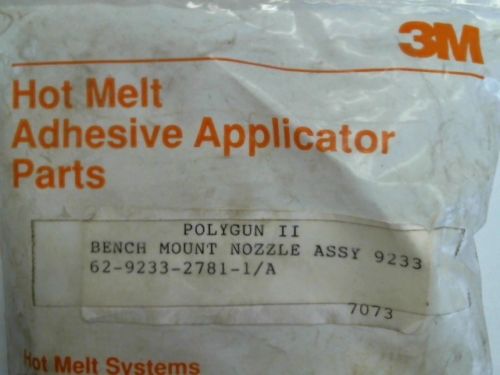 3M
Hot Melt
Adhesive Applicator
Parts
POLYGUN II
BENCH MOUNT NOZZLE ASSY 9233
62-9233-2781-1/A
7073
Hot Melt Systems